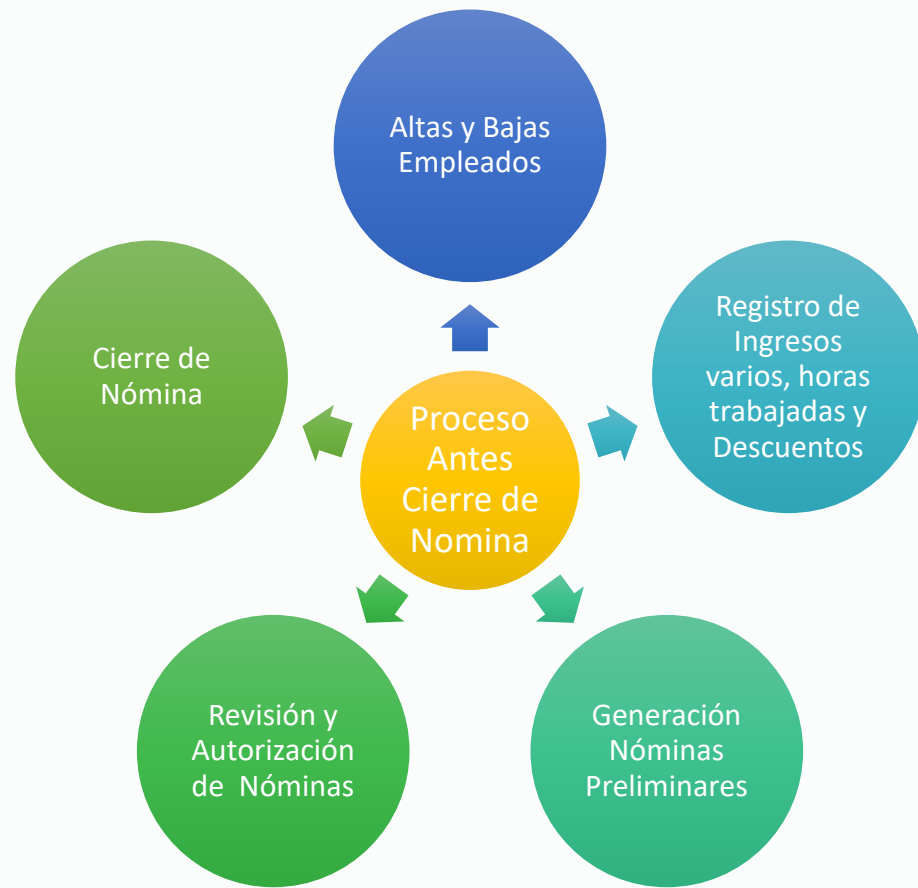 Altas y Bajas
Empleados
Registro de
Ingresos
varios, horas
trabajadas y
Descuentos
Generación
Nóminas
Preliminares
Revisión y
Autorización
de  Nóminas
Cierre de
Nómina
Proceso
Antes
Cierre de
Nomina